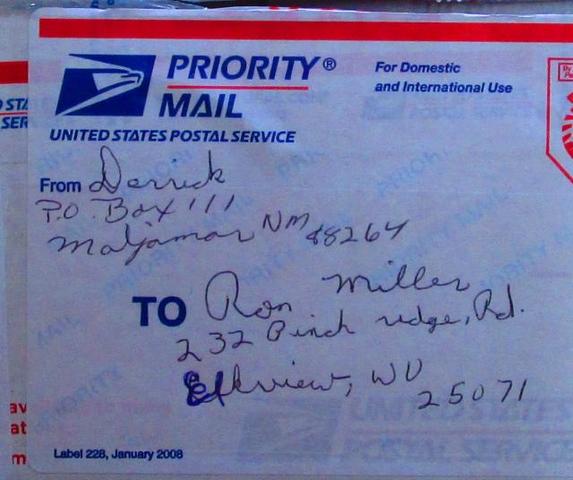 PRIORITY®
MAIL
UNITED STATES POSTAL SERVICE
For Domestic
and International Use
From Derrick
P.O. Box 111
Maljamar NM 88264
TO Ron Miller
232 Pinch ridge, Rd.
Elkview, WV
25071
Label 228, January 2008